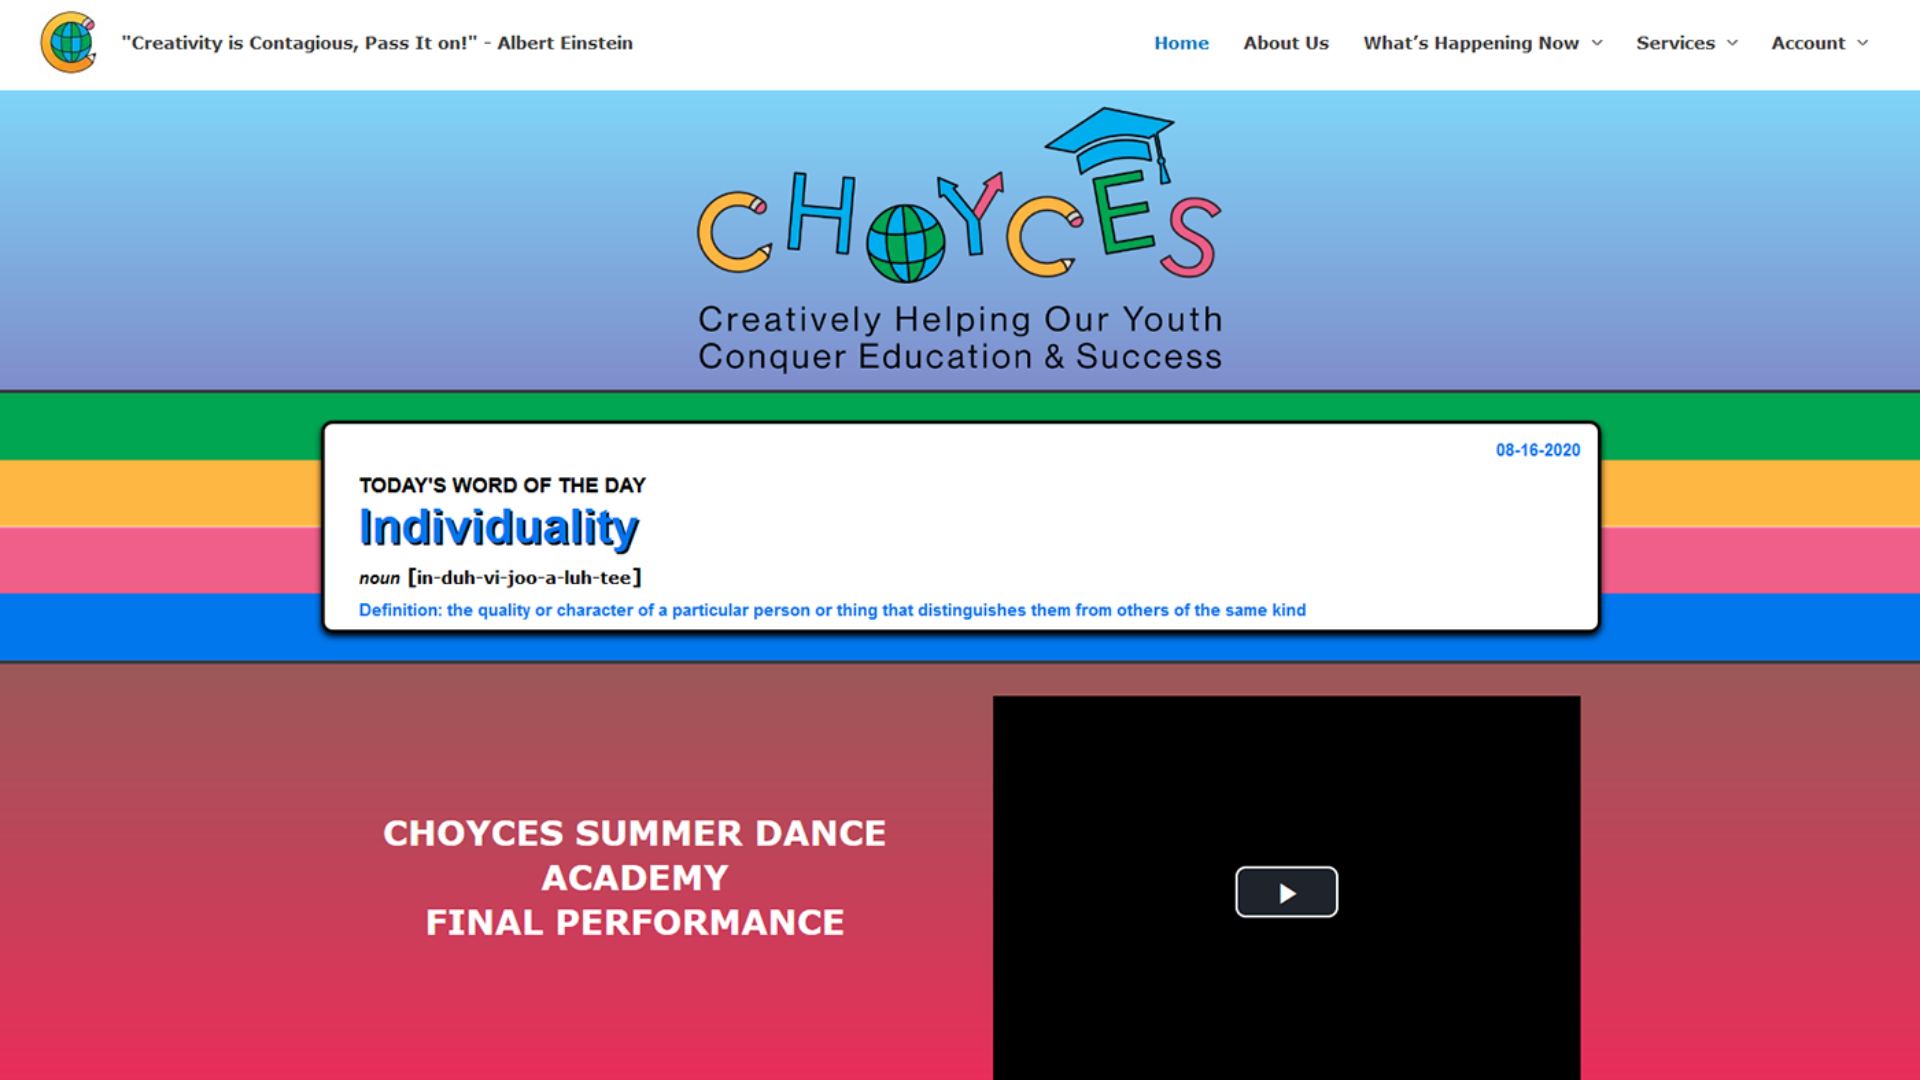 "Creativity is Contagious, Pass It on!" - Albert Einstein
Home
About Us
What’s Happening Now
Services
Account
CHOYCES
Creatively Helping Our Youth
Conquer Education & Success
08-16-2020
TODAY'S WORD OF THE DAY
Individuality
noun [in-duh-vi-joo-a-luh-tee]
Definition: the quality or character of a particular person or thing that distinguishes them from others of the same kind
CHOYCES SUMMER DANCE
ACADEMY
FINAL PERFORMANCE